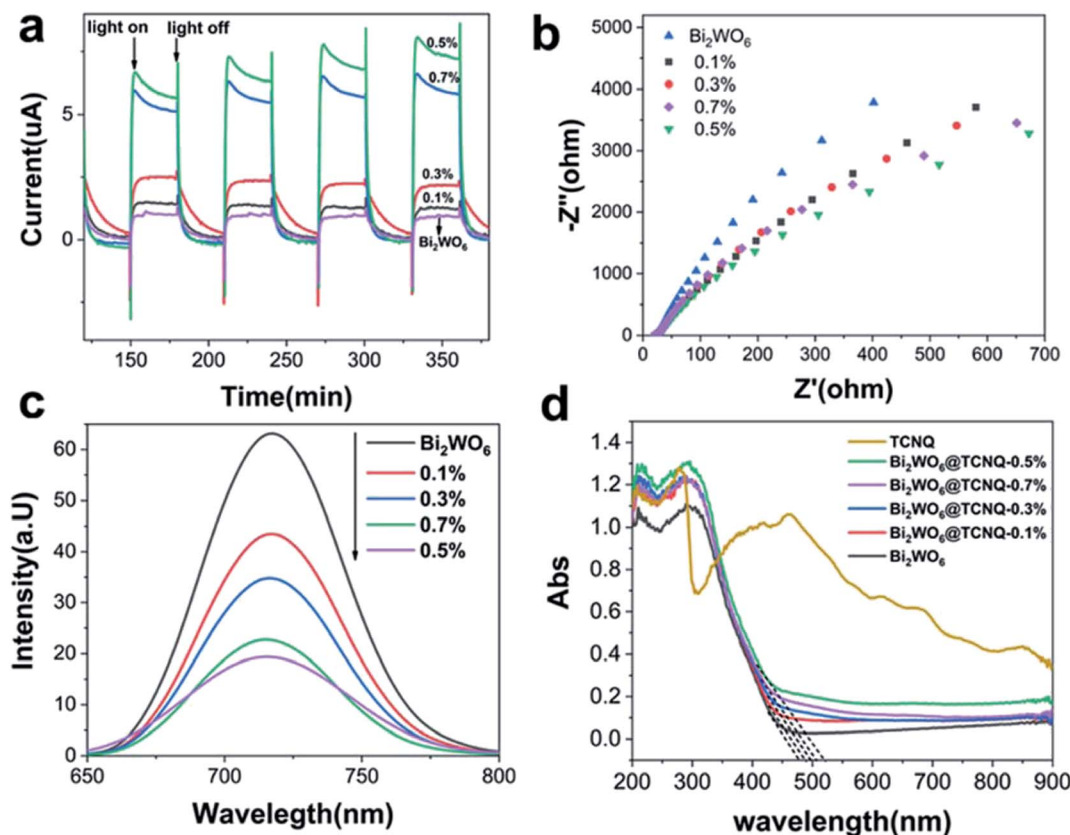 a
light on
light off
0.5%
0.7%
0.3%
0.1%
Bi₂WO₆
Current(uA)
5
0
150
200
250
300
350
Time(min)
b
Bi₂WO₆
0.1%
0.3%
0.7%
0.5%
-Z"(ohm)
5000
4000
3000
2000
1000
0
0
100
200
300
400
500
600
700
Z'(ohm)
c
Bi₂WO₆
0.1%
0.3%
0.7%
0.5%
Intensity(a.U)
60
50
40
30
20
10
0
650
700
750
800
Wavelegth(nm)
d
TCNQ
Bi₂WO₆@TCNQ-0.5%
Bi₂WO₆@TCNQ-0.7%
Bi₂WO₆@TCNQ-0.3%
Bi₂WO₆@TCNQ-0.1%
Bi₂WO₆
Abs
1.4
1.2
1.0
0.8
0.6
0.4
0.2
0.0
200
300
400
500
600
700
800
900
wavelength(nm)